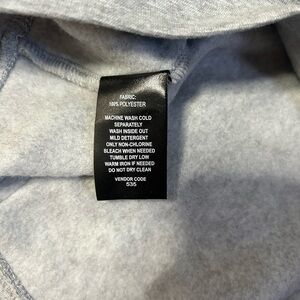 FABRIC:
100% POLYESTER
MACHINE WASH COLD
SEPARATELY
WASH INSIDE OUT
MILD DETERGENT
ONLY NON-CHLORINE
BLEACH WHEN NEEDED
TUMBLE DRY LOW
WARM IRON IF NEEDED
DO NOT DRY CLEAN
VENDOR CODE
535